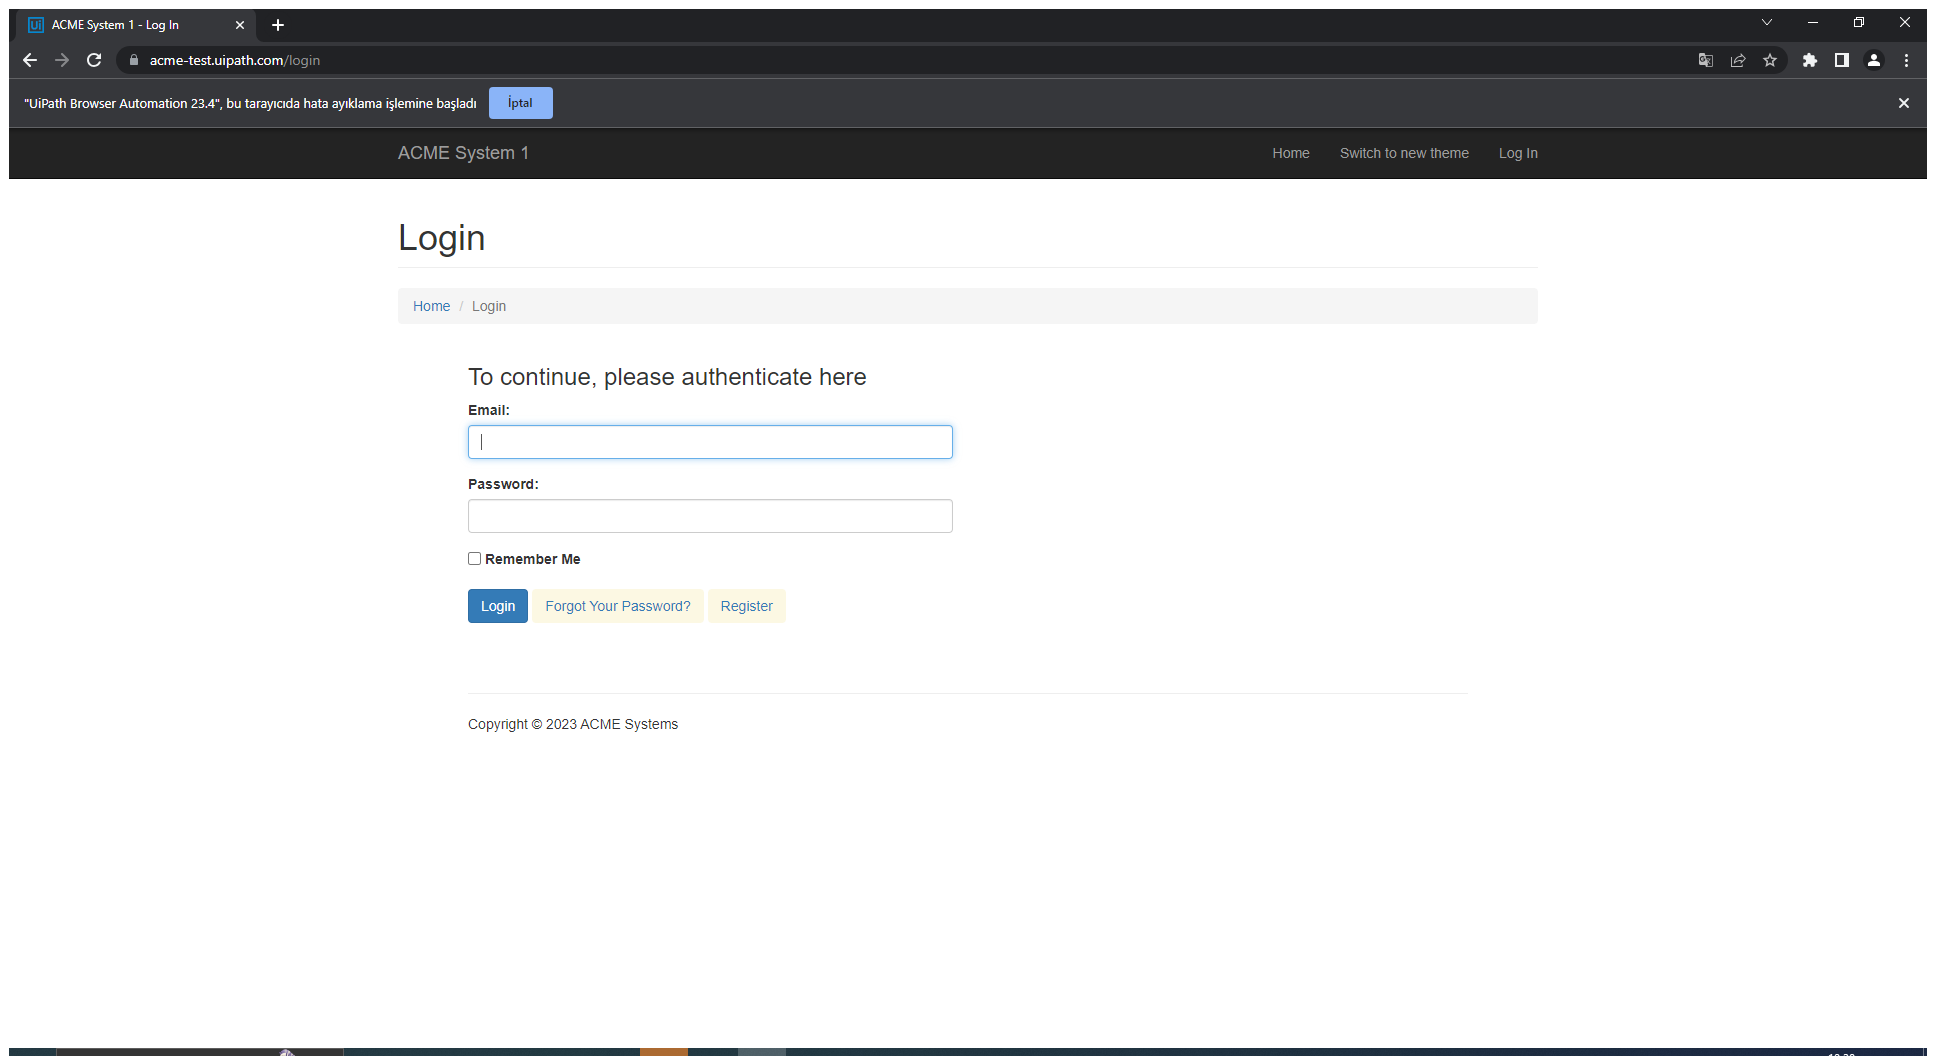 ACME System 1 - Log In
acme-test.uipath.com/login
"UiPath Browser Automation 23.4", bu tarayıcıda hata ayıklama işlemine başladı İptal
ACME System 1 Home Switch to new theme Log In
Login
Home / Login
To continue, please authenticate here
Email:
Password:
Remember Me
Login Forgot Your Password? Register
Copyright © 2023 ACME Systems